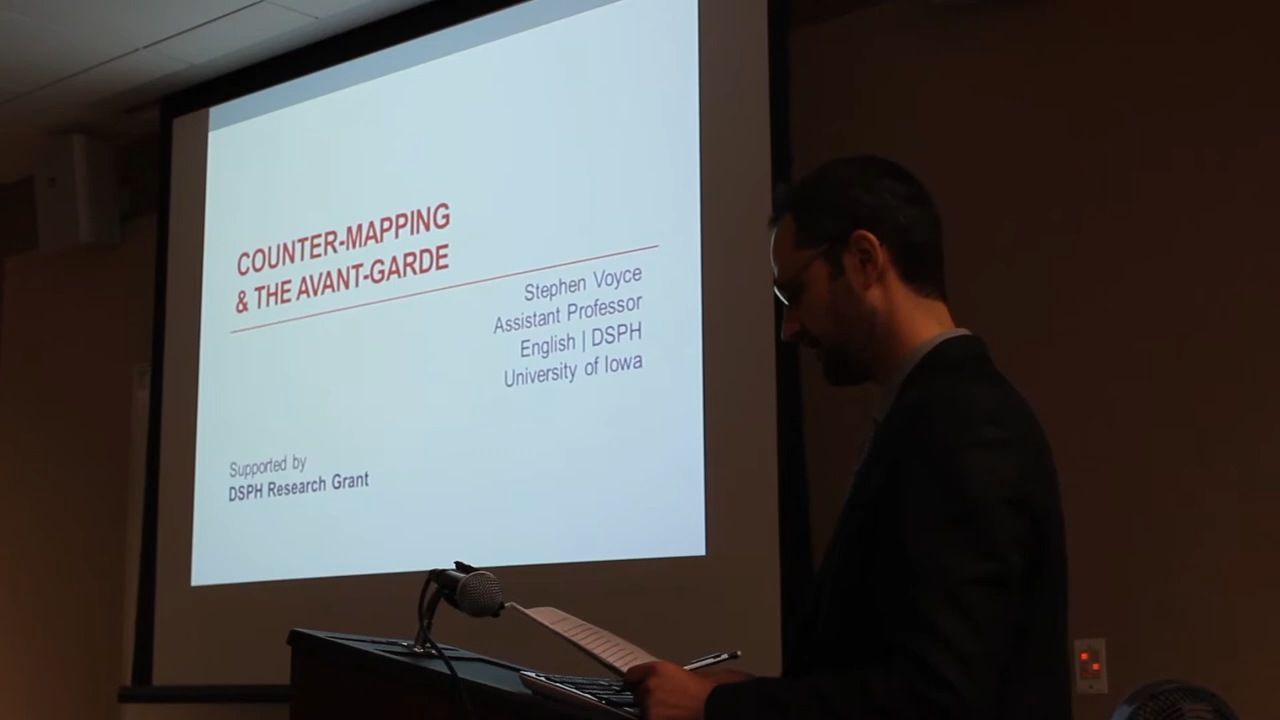 COUNTER-MAPPING
& THE AVANT-GARDE
Stephen Voyce
Assistant Professor
English | DSPH
University of Iowa
Supported by
DSPH Research Grant